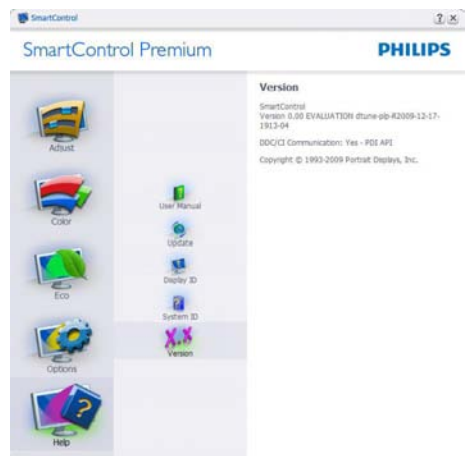 SmartControl
SmartControl Premium
PHILIPS
Adjust
Color
Eco
Options
Help
User Manual
Update
Display ID
System ID
X.X
Version
Version
SmartControl
Version 0.00 EVALUATION dtune-plp-R2009-12-17-
1913-04
DDC/CI Communication: Yes - PDI API
Copyright © 1993-2009 Portrait Displays, Inc.